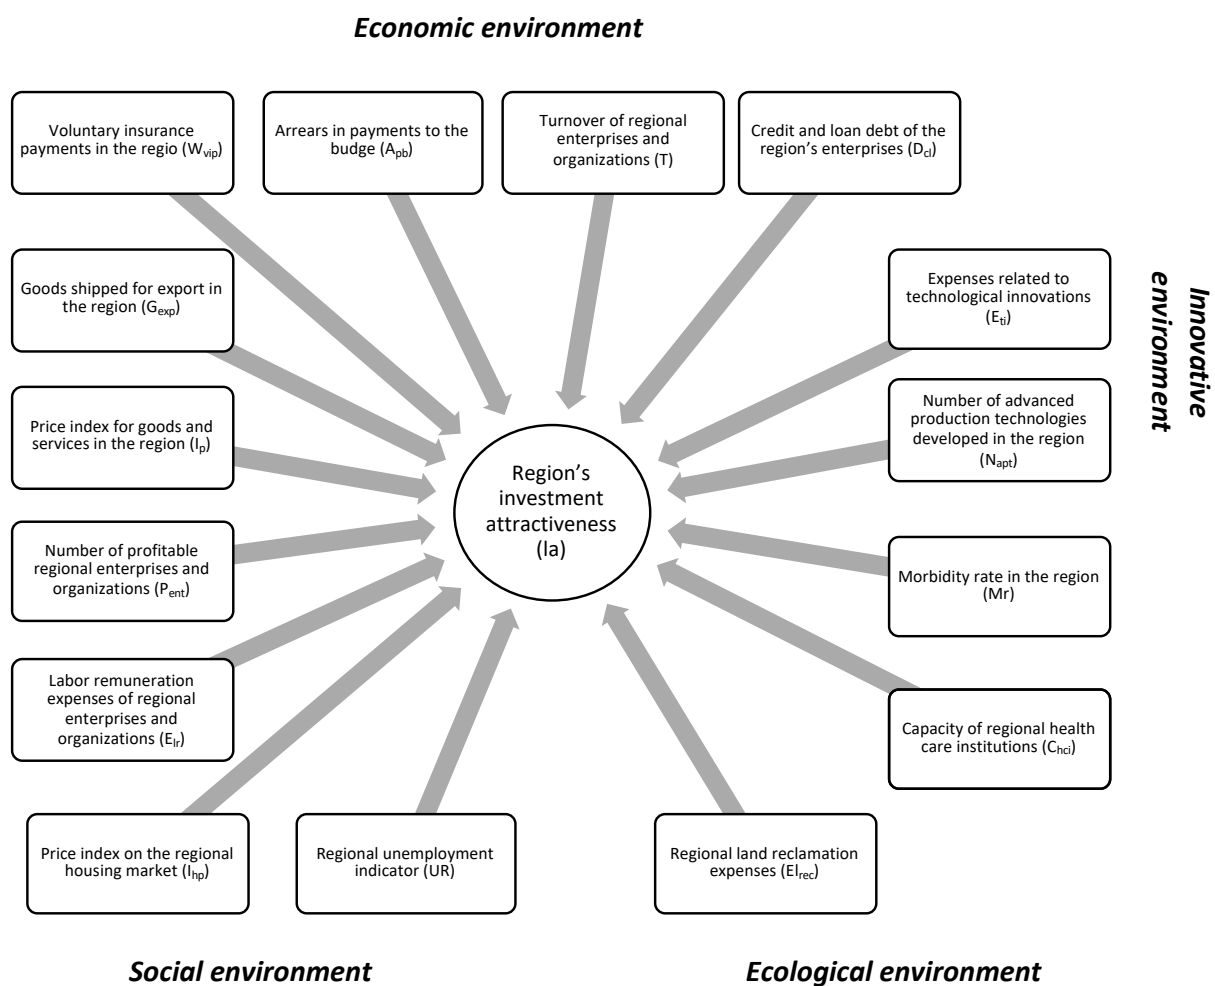 Economic environment
Voluntary insurance
payments in the regio (Wvip)
Arrears in payments to the
budge (Apb)
Turnover of regional
enterprises and
organizations (T)
Credit and loan debt of the
region’s enterprises (Dcl)
Goods shipped for export in
the region (Gexp)
Expenses related to
technological innovations
(Eti)
Innovative
environment
Price index for goods and
services in the region (Ip)
Number of advanced
production technologies
developed in the region
(Napt)
Region’s
investment
attractiveness
(Ia)
Number of profitable
regional enterprises and
organizations (Pent)
Morbidity rate in the region
(Mr)
Labor remuneration
expenses of regional
enterprises and
organizations (Elr)
Capacity of regional health
care institutions (Chci)
Price index on the regional
housing market (Ihp)
Regional unemployment
indicator (UR)
Regional land reclamation
expenses (Elrec)
Social environment
Ecological environment